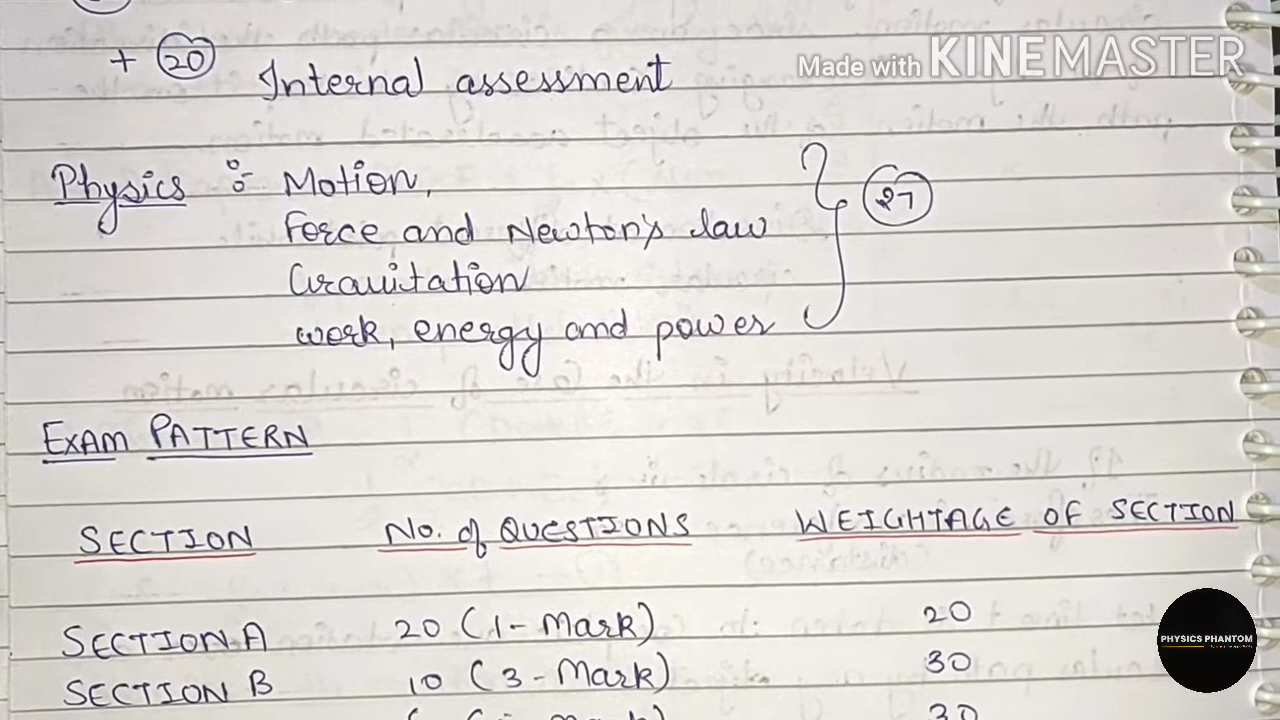 + 20 Internal assessment
Made with KINEMASTER
Physics : Motion,
Force and Newton's law
Gravitation
work, energy and power
27
EXAM PATTERN
SECTION No. of QUESTIONS WEIGHTAGE OF SECTION
SECTION A 20 (1 - Mark) 20
SECTION B 10 (3 - Mark) 30
30
PHYSICS PHANTOM